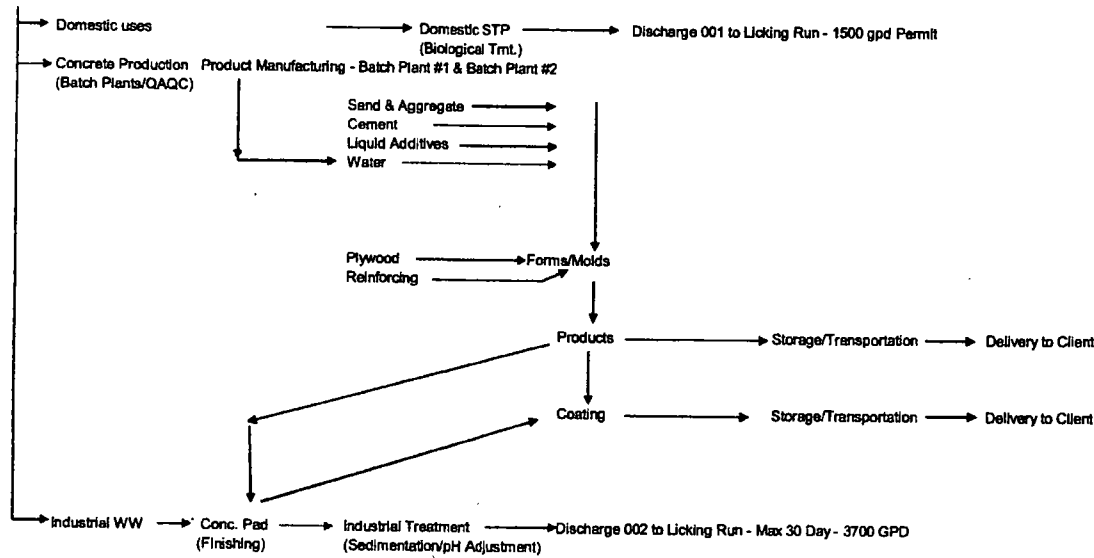 Domestic uses
Domestic STP
(Biological Tmt.)
Discharge 001 to Licking Run - 1500 gpd Permit
Concrete Production
(Batch Plants/QAQC)
Product Manufacturing - Batch Plant #1 & Batch Plant #2
Sand & Aggregate
Cement
Liquid Additives
Water
Plywood
Reinforcing
Forms/Molds
Products
Storage/Transportation
Delivery to Client
Coating
Storage/Transportation
Delivery to Client
Industrial WW
Conc. Pad
(Finishing)
Industrial Treatment
(Sedimentation/pH Adjustment)
Discharge 002 to Licking Run - Max 30 Day - 3700 GPD